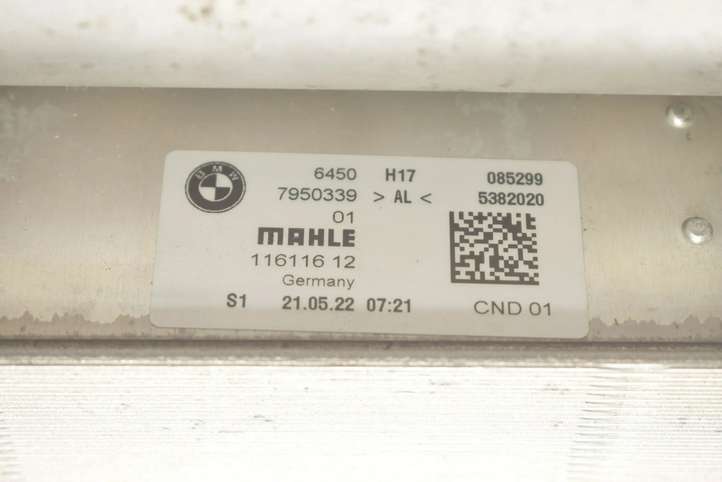 BMW
6450 H17 085299
7950339 >AL< 5382020
01
MAHLE
116116 12
Germany
S1 21.05.22 07:21 CND 01